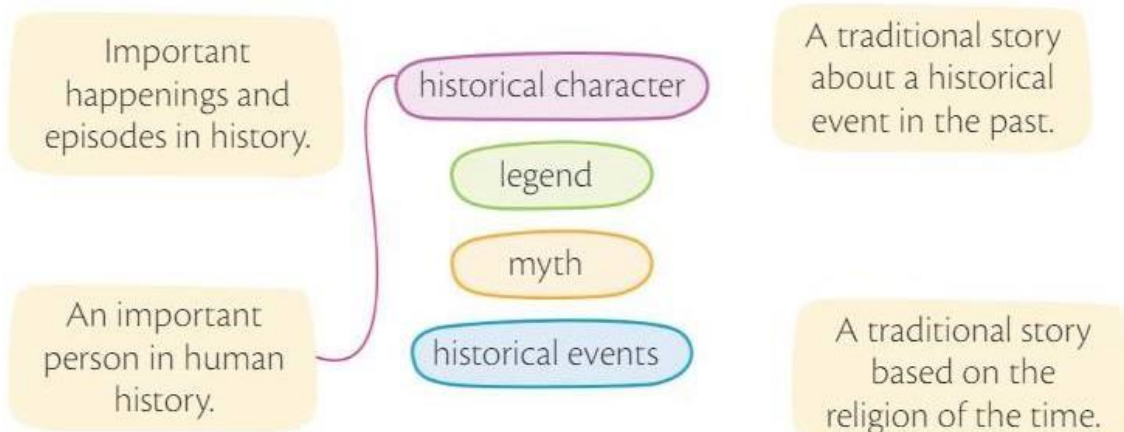 Important
happenings and
episodes in history.
An important
person in human
history.
historical character
legend
myth
historical events
A traditional story
about a historical
event in the past.
A traditional story
based on the
religion of the time.